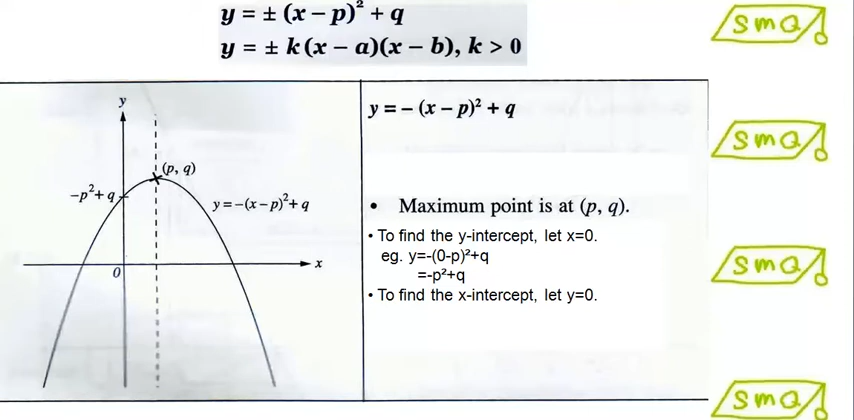 y = ± (x – p)² + q
y = ± k(x – a)(x – b), k > 0
SMQ
SMQ
SMQ
SMQ
y
(p, q)
–p²+q
y=–(x–p)²+q
0
x
y = – (x – p)² + q
• Maximum point is at (p, q).
• To find the y-intercept, let x=0.
eg. y=-(0-p)²+q
=-p²+q
• To find the x-intercept, let y=0.